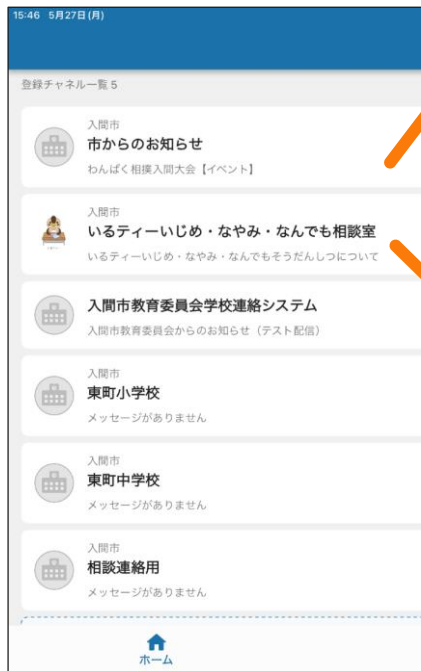 15:46 5月27日(月)
登録チャネル一覧 5
入間市
市からのお知らせ
わんぱく相撲入間大会【イベント】
入間市
いるティーいじめ・なやみ・なんでも相談室
いるティーいじめ・なやみ・なんでもそうだんしつについて
入間市教育委員会学校連絡システム
入間市教育委員会からのお知らせ（テスト配信）
入間市
東町小学校
メッセージがありません
入間市
東町中学校
メッセージがありません
入間市
相談連絡用
メッセージがありません
ホーム